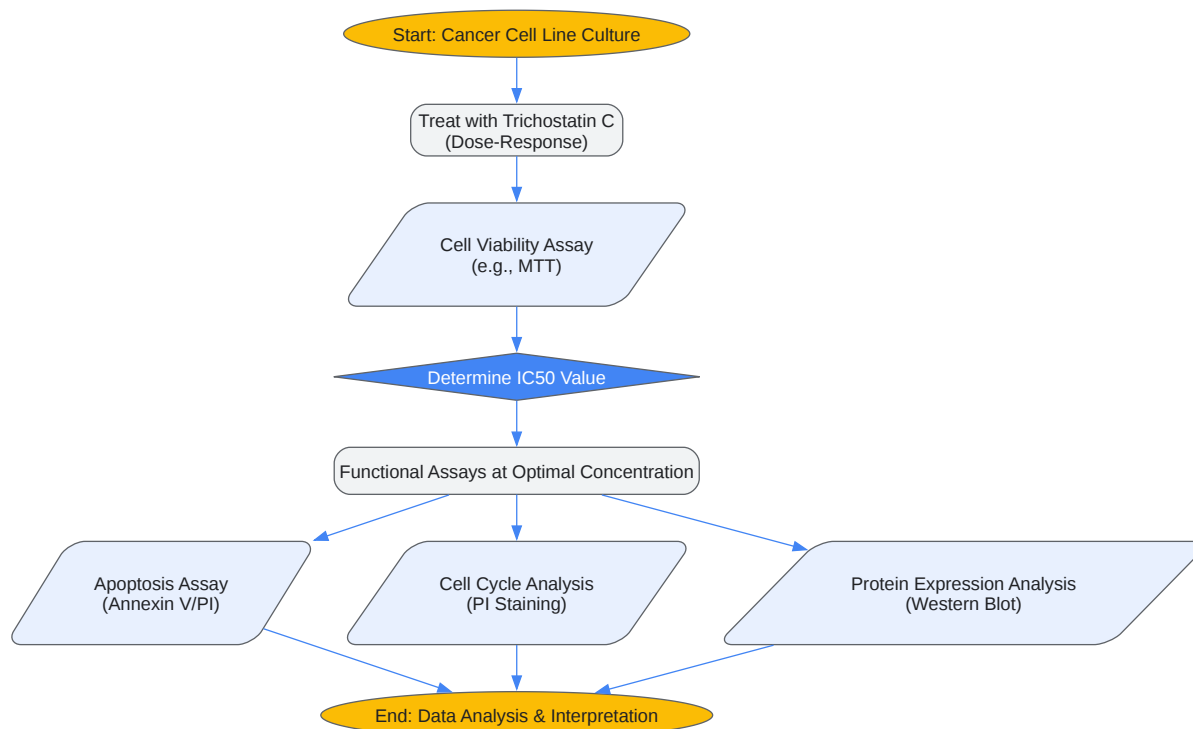 Start: Cancer Cell Line Culture
Treat with Trichostatin C
(Dose-Response)
Cell Viability Assay
(e.g., MTT)
Determine IC50 Value
Functional Assays at Optimal Concentration
Apoptosis Assay
(Annexin V/PI)
Cell Cycle Analysis
(PI Staining)
Protein Expression Analysis
(Western Blot)
End: Data Analysis & Interpretation